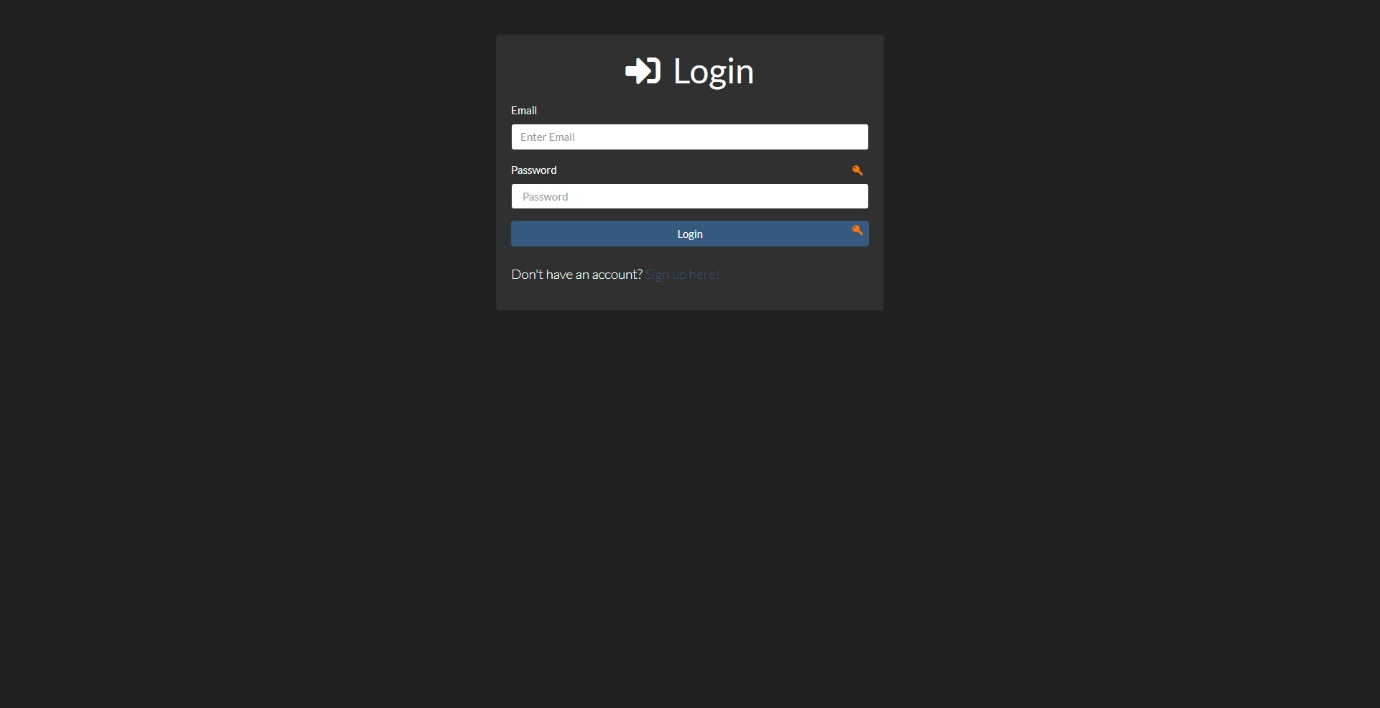 Login
Email
Enter Email
Password
Password
Login
Don't have an account? Sign up here!